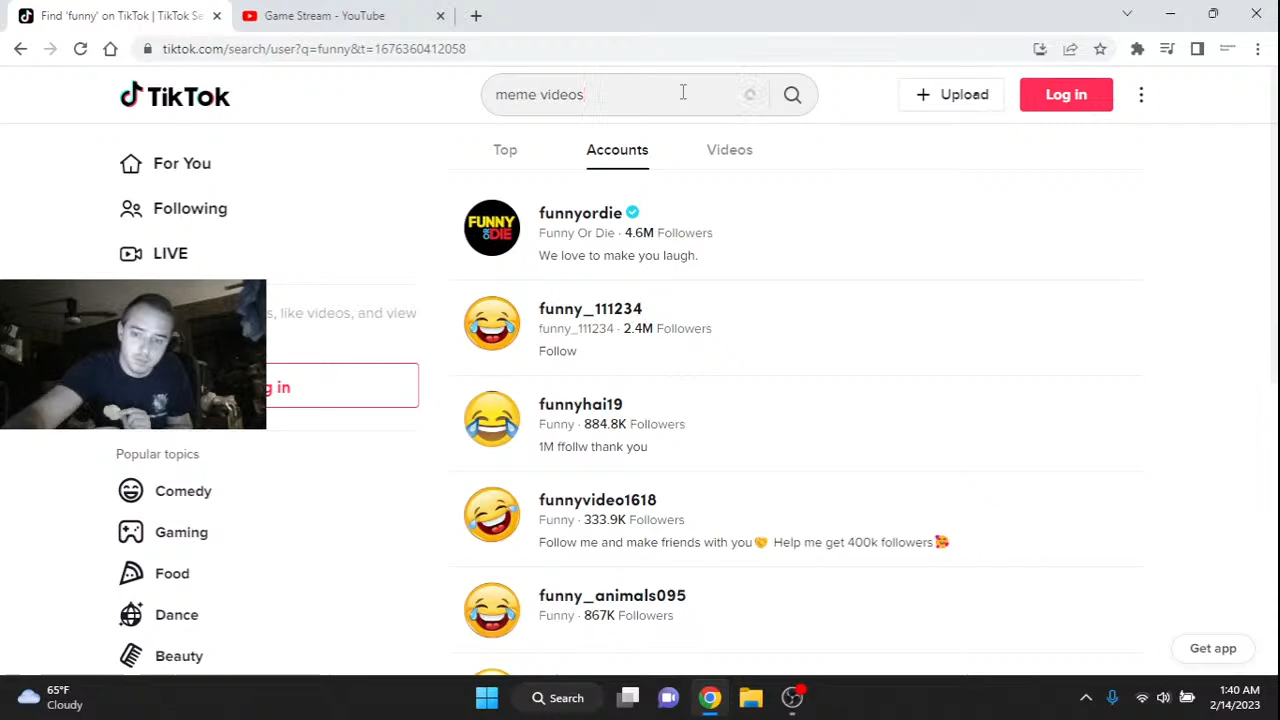 Find 'funny' on TikTok | TikTok Se
Game Stream - YouTube
tiktok.com/search/user?q=funny&t=1676360412058
TikTok
meme videos
Upload
Log in
For You
Following
LIVE
s, like videos, and view
g in
Popular topics
Comedy
Gaming
Food
Dance
Beauty
Top
Accounts
Videos
FUNNY OR DIE
funnyordie
Funny Or Die · 4.6M Followers
We love to make you laugh.
funny_111234
funny_111234 · 2.4M Followers
Follow
funnyhai19
Funny · 884.8K Followers
1M ffollw thank you
funnyvideo1618
Funny · 333.9K Followers
Follow me and make friends with you🤝 Help me get 400k followers🥰
funny_animals095
Funny · 867K Followers
Get app
65°F
Cloudy
Search
1:40 AM
2/14/2023